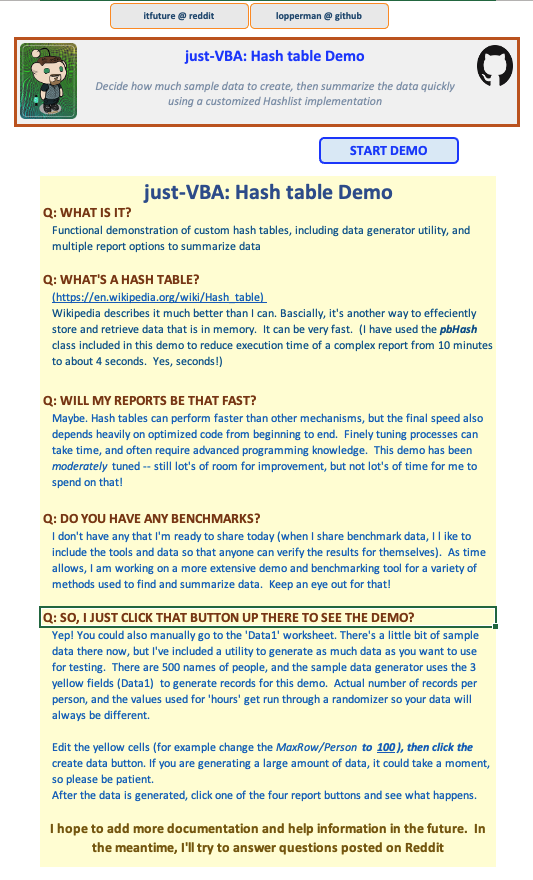 itfuture @ reddit lopperman @ github
just-VBA: Hash table Demo
Decide how much sample data to create, then summarize the data quickly
using a customized Hashlist implementation
START DEMO
just-VBA: Hash table Demo
Q: WHAT IS IT?
Functional demonstration of custom hash tables, including data generator utility, and
multiple report options to summarize data
Q: WHAT'S A HASH TABLE?
(https://en.wikipedia.org/wiki/Hash_table)
Wikipedia describes it much better than I can. Bascially, it's another way to effeciently
store and retrieve data that is in memory. It can be very fast. (I have used the pbHash
class included in this demo to reduce execution time of a complex report from 10 minutes
to about 4 seconds. Yes, seconds!)
Q: WILL MY REPORTS BE THAT FAST?
Maybe. Hash tables can perform faster than other mechanisms, but the final speed also
depends heavily on optimized code from beginning to end. Finely tuning processes can
take time, and often require advanced programming knowledge. This demo has been
moderately tuned -- still lot's of room for improvement, but not lot's of time for me to
spend on that!
Q: DO YOU HAVE ANY BENCHMARKS?
I don't have any that I'm ready to share today (when I share benchmark data, I l ike to
include the tools and data so that anyone can verify the results for themselves). As time
allows, I am working on a more extensive demo and benchmarking tool for a variety of
methods used to find and summarize data. Keep an eye out for that!
Q: SO, I JUST CLICK THAT BUTTON UP THERE TO SEE THE DEMO?
Yep! You could also manually go to the 'Data1' worksheet. There's a little bit of sample
data there now, but I've included a utility to generate as much data as you want to use
for testing. There are 500 names of people, and the sample data generator uses the 3
yellow fields (Data1) to generate records for this demo. Actual number of records per
person, and the values used for 'hours' get run through a randomizer so your data will
always be different.
Edit the yellow cells (for example change the MaxRow/Person to 100), then click the
create data button. If you are generating a large amount of data, it could take a moment,
so please be patient.
After the data is generated, click one of the four report buttons and see what happens.
I hope to add more documentation and help information in the future. In
the meantime, I'll try to answer questions posted on Reddit